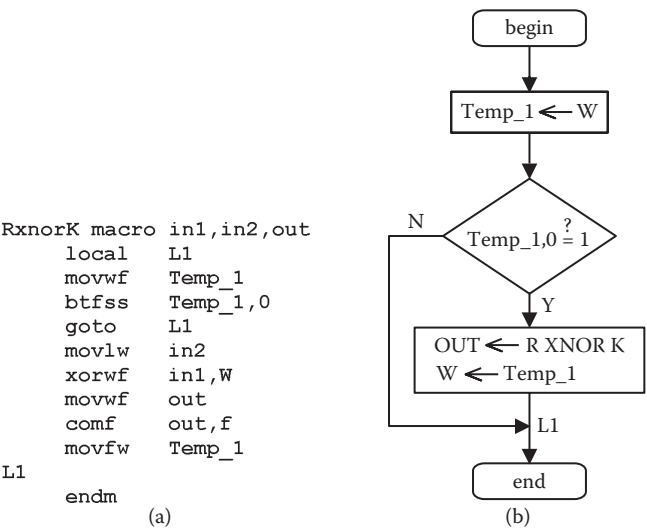 RxnorK macro in1,in2,out
local L1
movwf Temp_1
btfss Temp_1,0
goto L1
movlw in2
xorwf in1,W
movwf out
comf out,f
movfw Temp_1
L1
endm
(a)
begin
Temp_1 ← W
?
Temp_1,0 = 1
N
Y
OUT ← R XNOR K
W ← Temp_1
L1
end
(b)